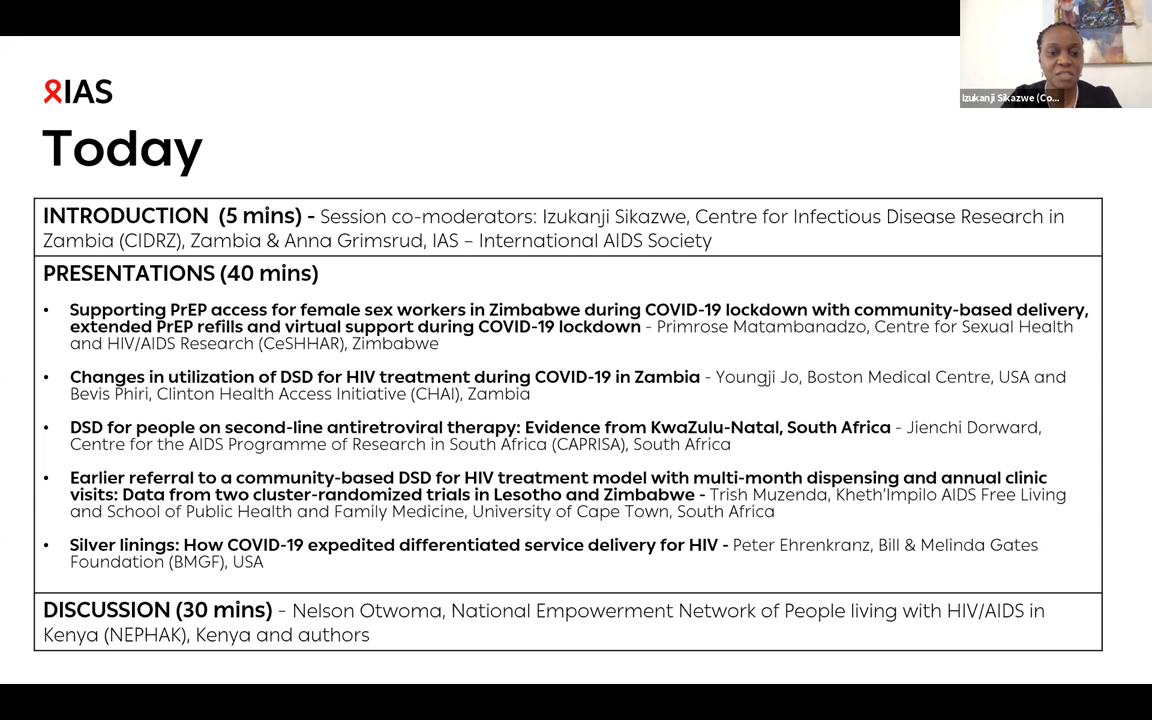 IAS
Today
Izukanji Sikazwe (Co...
INTRODUCTION (5 mins) - Session co-moderators: Izukanji Sikazwe, Centre for Infectious Disease Research in
Zambia (CIDRZ), Zambia & Anna Grimsrud, IAS – International AIDS Society
PRESENTATIONS (40 mins)
• Supporting PrEP access for female sex workers in Zimbabwe during COVID-19 lockdown with community-based delivery,
extended PrEP refills and virtual support during COVID-19 lockdown - Primrose Matambanadzo, Centre for Sexual Health
and HIV/AIDS Research (CeSHHAR), Zimbabwe
• Changes in utilization of DSD for HIV treatment during COVID-19 in Zambia - Youngji Jo, Boston Medical Centre, USA and
Bevis Phiri, Clinton Health Access Initiative (CHAI), Zambia
• DSD for people on second-line antiretroviral therapy: Evidence from KwaZulu-Natal, South Africa - Jienchi Dorward,
Centre for the AIDS Programme of Research in South Africa (CAPRISA), South Africa
• Earlier referral to a community-based DSD for HIV treatment model with multi-month dispensing and annual clinic
visits: Data from two cluster-randomized trials in Lesotho and Zimbabwe - Trish Muzenda, Kheth'Impilo AIDS Free Living
and School of Public Health and Family Medicine, University of Cape Town, South Africa
• Silver linings: How COVID-19 expedited differentiated service delivery for HIV - Peter Ehrenkranz, Bill & Melinda Gates
Foundation (BMGF), USA
DISCUSSION (30 mins) - Nelson Otwoma, National Empowerment Network of People living with HIV/AIDS in
Kenya (NEPHAK), Kenya and authors